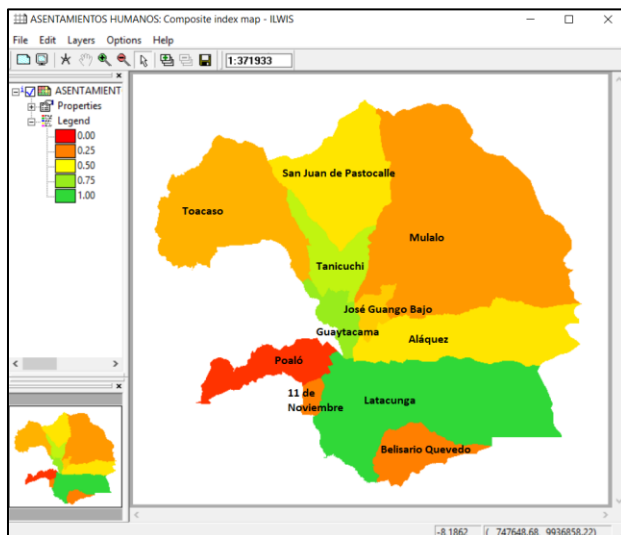 ASENTAMIENTOS HUMANOS: Composite index map - ILWIS
File Edit Layers Options Help
1:371933
ASENTAMIENT
Properties
Legend
0.00
0.25
0.50
0.75
1.00
San Juan de Pastocalle
Toacaso
Mulalo
Tanicuchi
José Guango Bajo
Guaytacama
Aláquez
Poaló
11 de
Noviembre
Latacunga
Belisario Quevedo
-8.1862 ( 747648.68, 9936858.22)